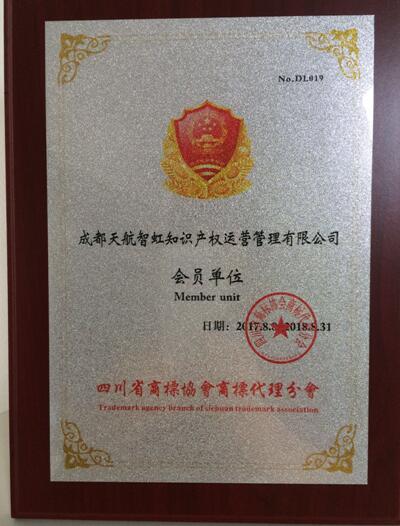 No.DL019
成都天航智虹知识产权运营管理有限公司
会员单位
Member unit
日期: 2017.8.
2018.8.31
四川省商標協會商標代理分會
Trademark agency branch of sichuan trademark association